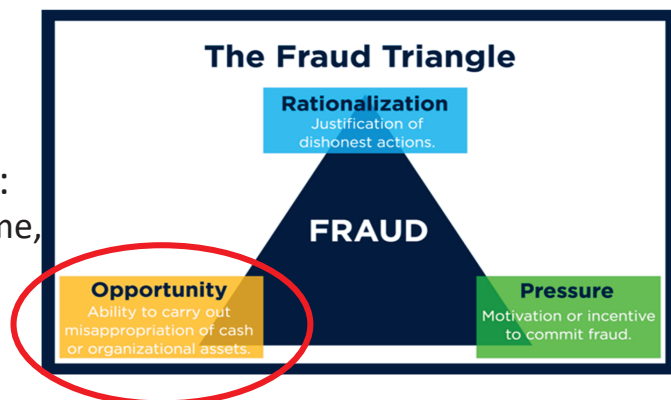 The Fraud Triangle
Rationalization
Justification of
dishonest actions.
:
FRAUD
Opportunity
Ability to carry out
misappropriation of cash
or organizational assets.
Pressure
Motivation or incentive
to commit fraud.